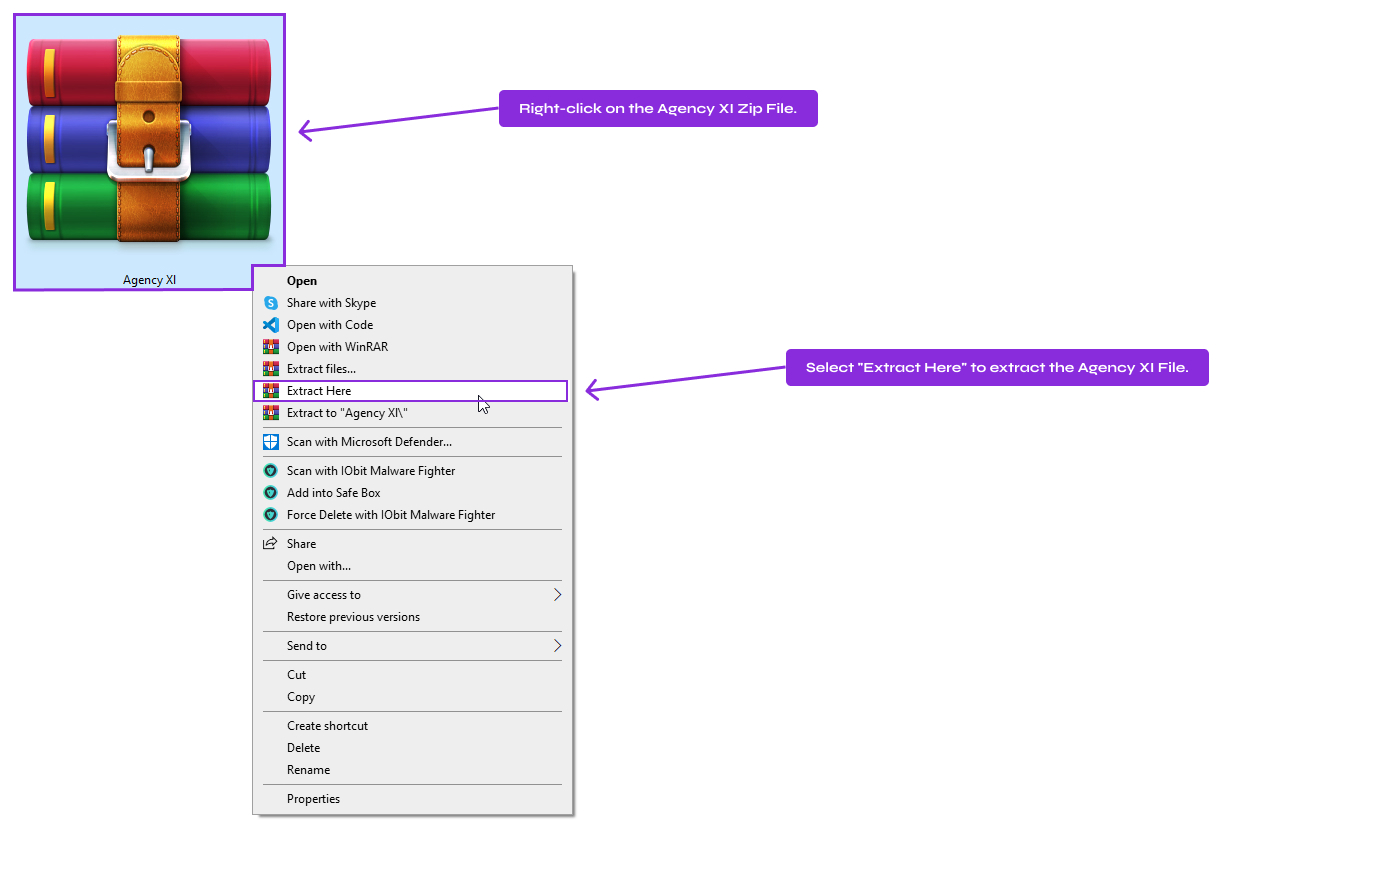 Right-click on the Agency XI Zip File.
Agency XI
Open
Share with Skype
Open with Code
Open with WinRAR
Extract files...
Extract Here
Extract to "Agency XI\"
Select "Extract Here" to extract the Agency XI File.
Scan with Microsoft Defender...
Scan with IObit Malware Fighter
Add into Safe Box
Force Delete with IObit Malware Fighter
Share
Open with...
Give access to
Restore previous versions
Send to
Cut
Copy
Create shortcut
Delete
Rename
Properties